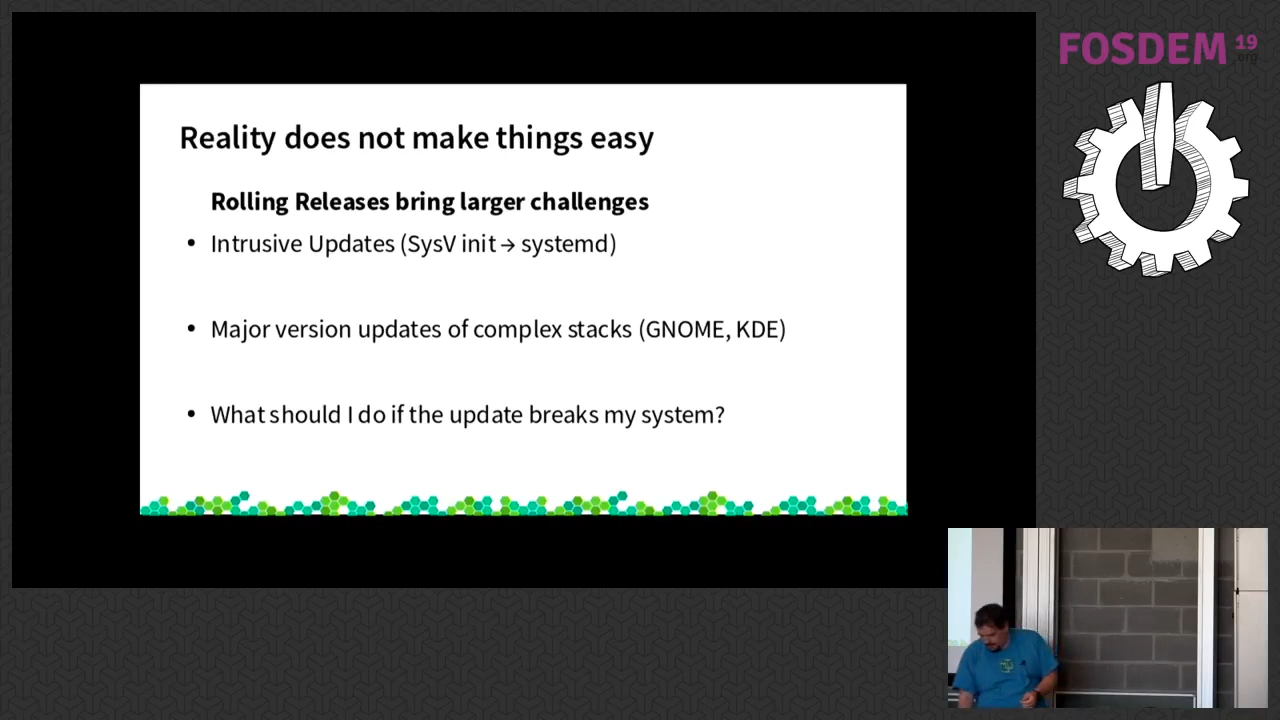 FOSDEM 19
.org
Reality does not make things easy
Rolling Releases bring larger challenges
• Intrusive Updates (SysV init → systemd)
• Major version updates of complex stacks (GNOME, KDE)
• What should I do if the update breaks my system?